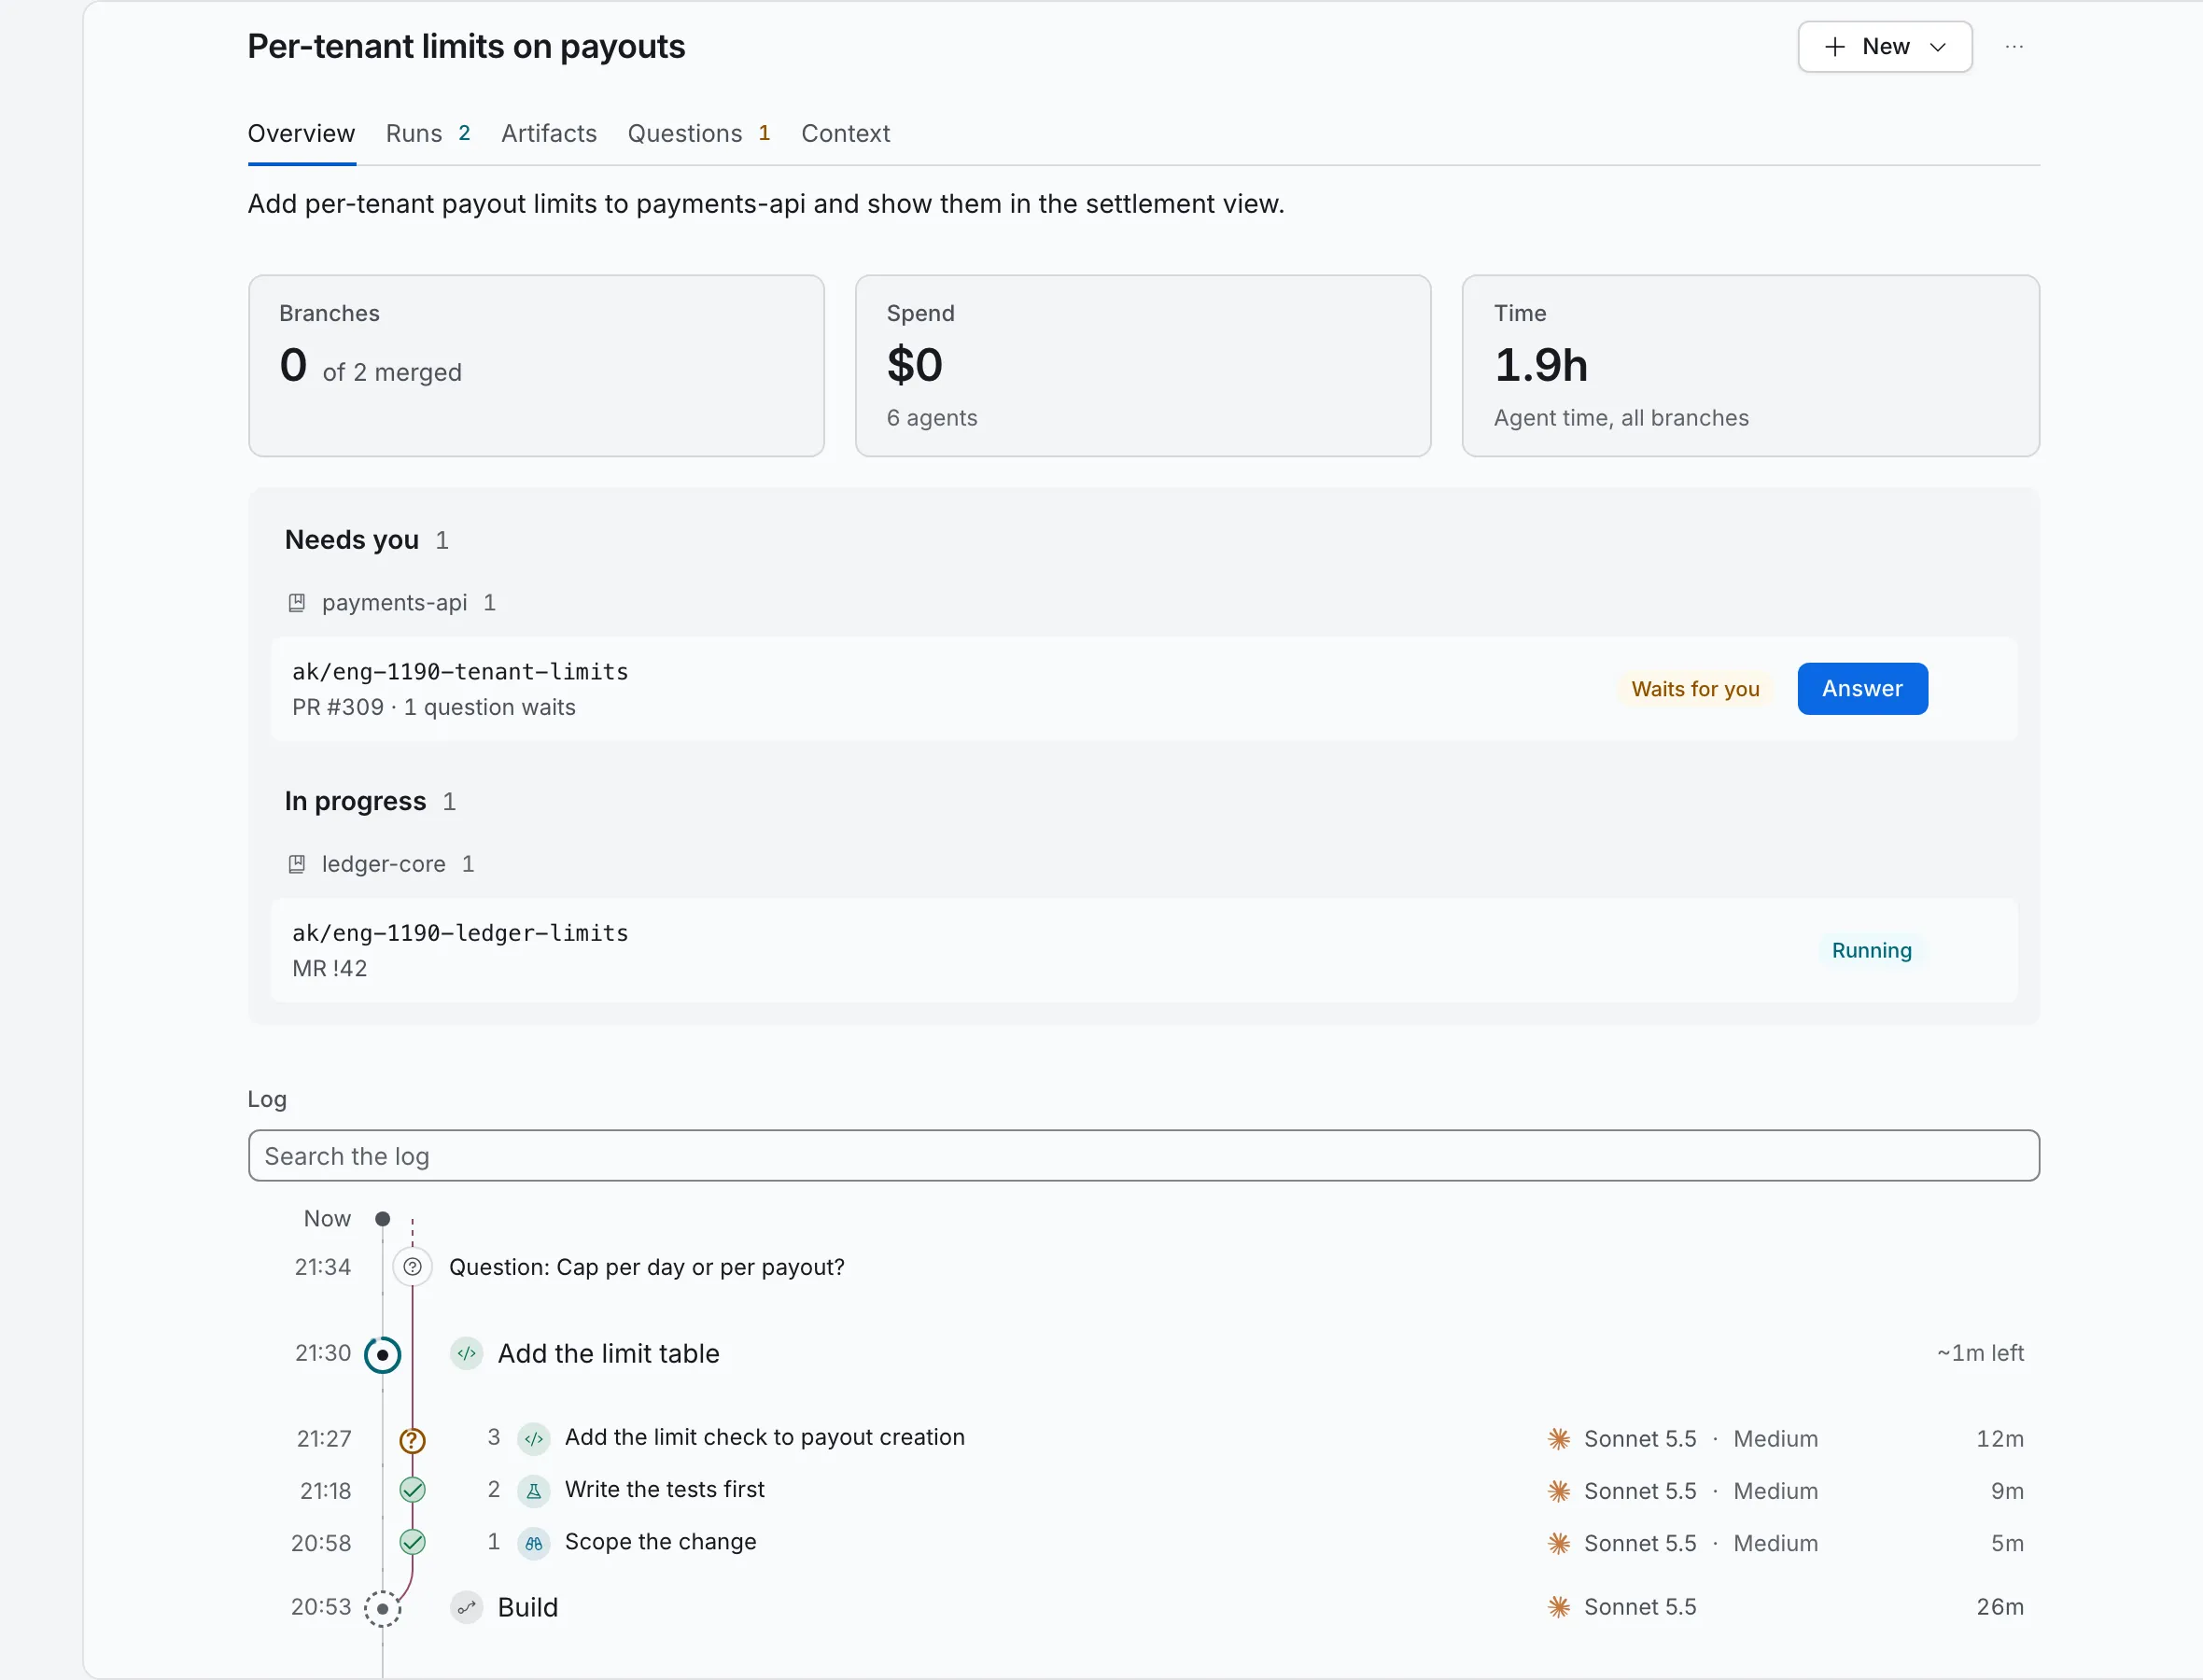 Per-tenant limits on payouts
New
Overview Runs 2 Artifacts Questions 1 Context
Add per-tenant payout limits to payments-api and show them in the settlement view.
Branches
0 of 2 merged
Spend
$0
6 agents
Time
1.9h
Agent time, all branches
Needs you 1
payments-api 1
ak/eng-1190-tenant-limits
PR #309 · 1 question waits
Waits for you
Answer
In progress 1
ledger-core 1
ak/eng-1190-ledger-limits
MR !42
Running
Log
Search the log
Now
21:34 Question: Cap per day or per payout?
21:30 Add the limit table ~1m left
21:27 3 Add the limit check to payout creation Sonnet 5.5 · Medium 12m
21:18 2 Write the tests first Sonnet 5.5 · Medium 9m
20:58 1 Scope the change Sonnet 5.5 · Medium 5m
20:53 Build Sonnet 5.5 26m